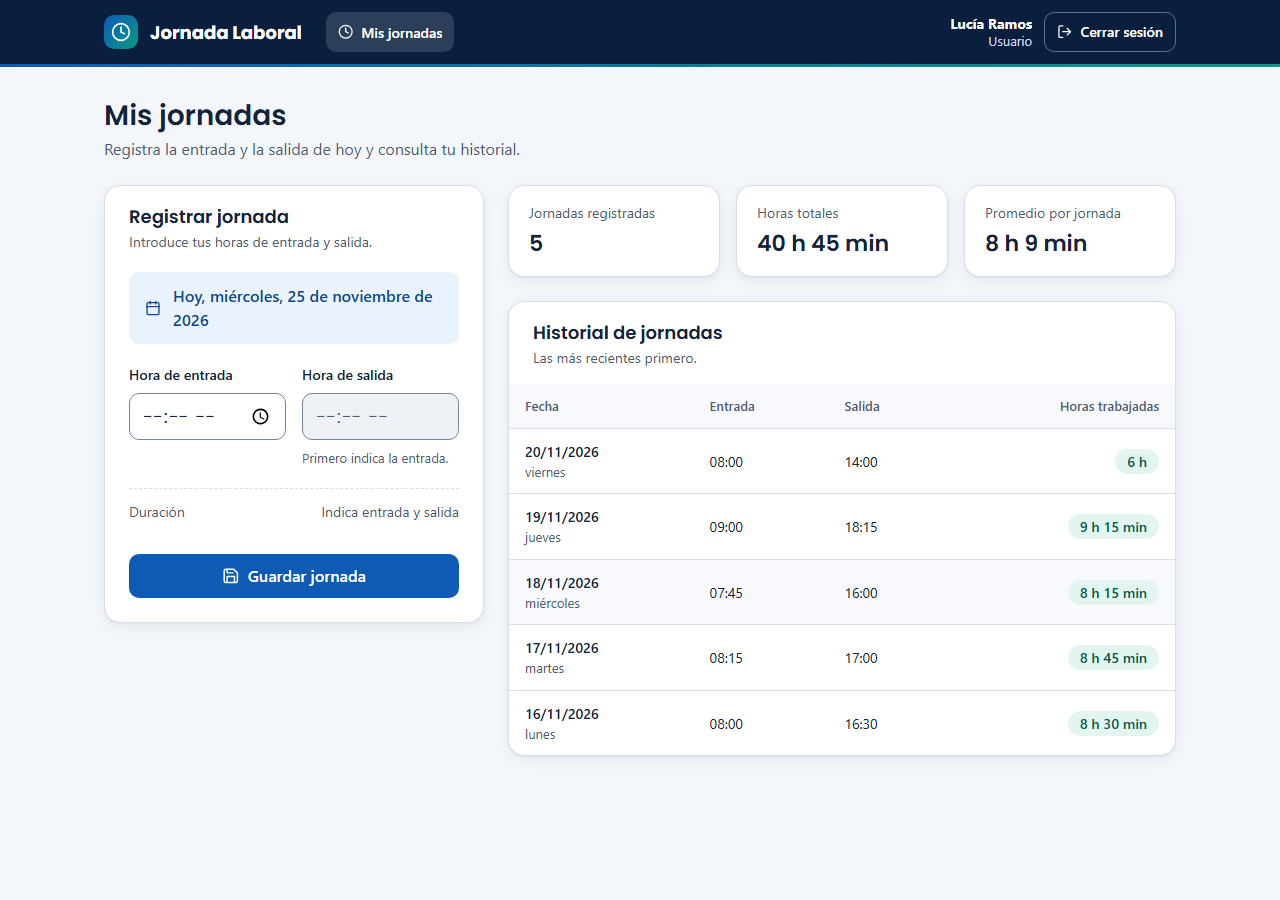 Jornada Laboral
Mis jornadas
Lucía Ramos
Usuario
Cerrar sesión
Mis jornadas
Registra la entrada y la salida de hoy y consulta tu historial.
Registrar jornada
Introduce tus horas de entrada y salida.
Hoy, miércoles, 25 de noviembre de
2026
Hora de entrada
Hora de salida
--:-- --
--:-- --
Primero indica la entrada.
Duración
Indica entrada y salida
Guardar jornada
Jornadas registradas
5
Horas totales
40 h 45 min
Promedio por jornada
8 h 9 min
Historial de jornadas
Las más recientes primero.
Fecha Entrada Salida Horas trabajadas
20/11/2026
viernes
08:00 14:00 6 h
19/11/2026
jueves
09:00 18:15 9 h 15 min
18/11/2026
miércoles
07:45 16:00 8 h 15 min
17/11/2026
martes
08:15 17:00 8 h 45 min
16/11/2026
lunes
08:00 16:30 8 h 30 min